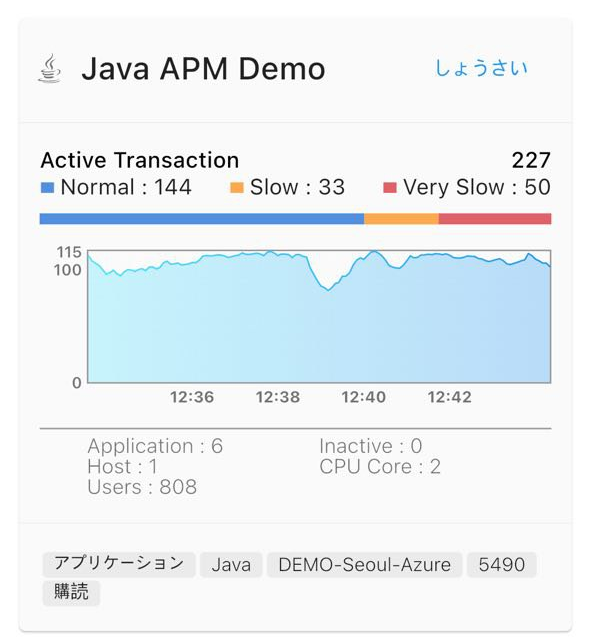 Java APM Demo しょうさい
Active Transaction 227
Normal : 144 Slow : 33 Very Slow : 50
115
100
0
12:36 12:38 12:40 12:42
Application : 6 Inactive : 0
Host : 1 CPU Core : 2
Users : 808
アプリケーション Java DEMO-Seoul-Azure 5490
購読